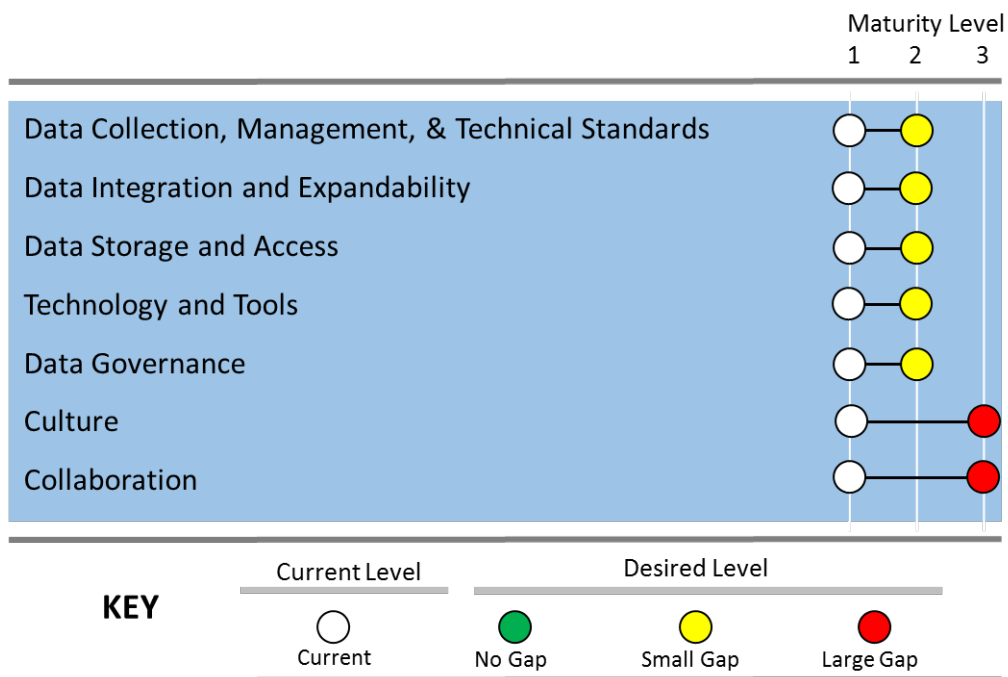 Maturity Level
1 2 3
Data Collection, Management, & Technical Standards
Data Integration and Expandability
Data Storage and Access
Technology and Tools
Data Governance
Culture
Collaboration
KEY
Current Level
Desired Level
Current
No Gap
Small Gap
Large Gap